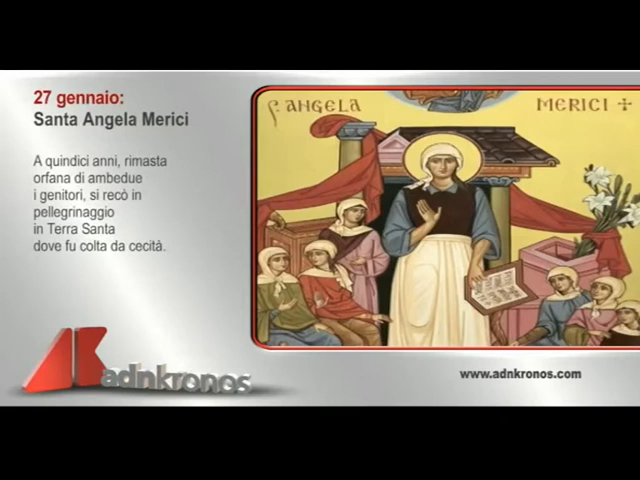 27 gennaio:
Santa Angela Merici
A quindici anni, rimasta
orfana di ambedue
i genitori, si recò in
pellegrinaggio
in Terra Santa
dove fu colta da cecità.
ANGELA MERICI
adnkronos
www.adnkronos.com